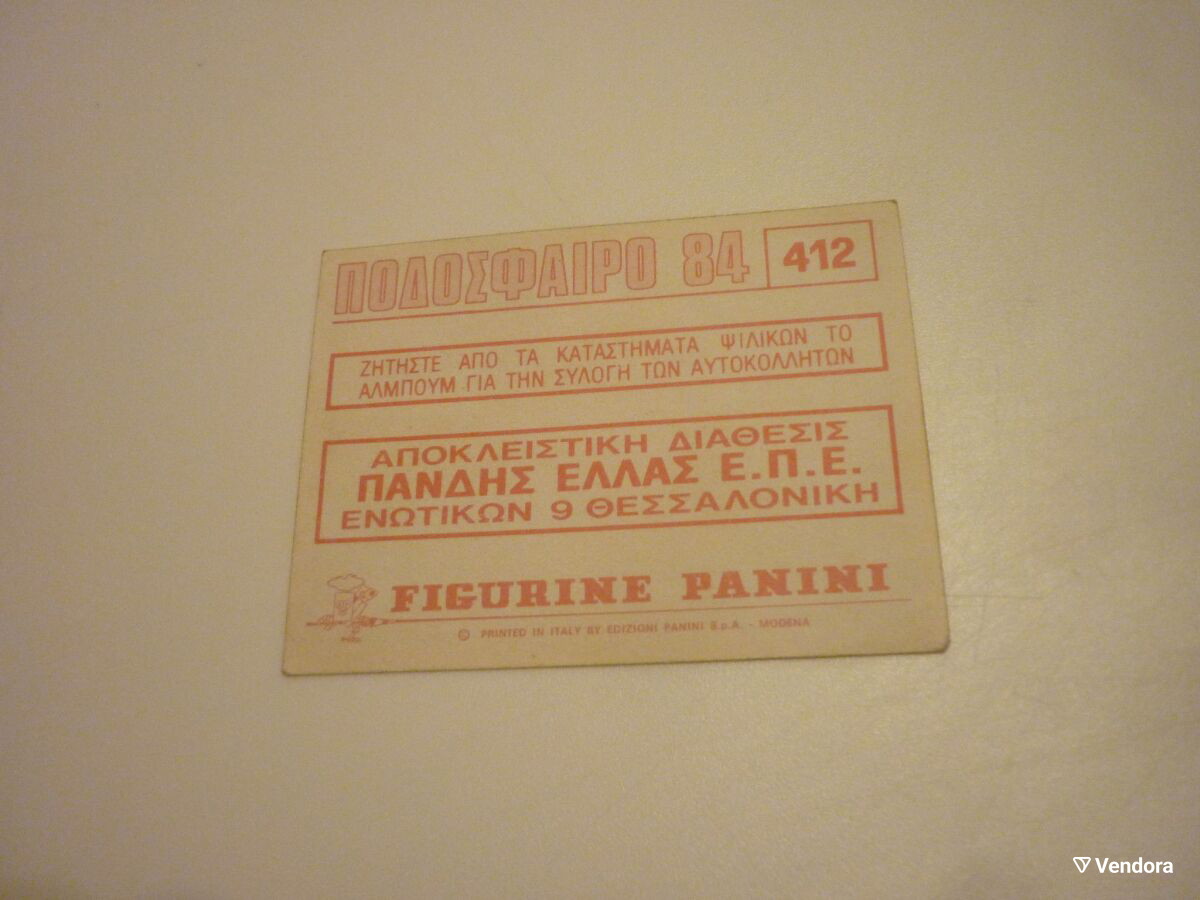 ΠΟΔΟΣΦΑΙΡΟ 84 412
ΖΗΤΗΣΤΕ ΑΠΟ ΤΑ ΚΑΤΑΣΤΗΜΑΤΑ ΨΙΛΙΚΩΝ ΤΟ
ΑΛΜΠΟΥΜ ΓΙΑ ΤΗΝ ΣΥΛΟΓΗ ΤΩΝ ΑΥΤΟΚΟΛΛΗΤΩΝ
ΑΠΟΚΛΕΙΣΤΙΚΗ ΔΙΑΘΕΣΙΣ
ΠΑΝΔΗΣ ΕΛΛΑΣ Ε.Π.Ε.
ΕΝΩΤΙΚΩΝ 9 ΘΕΣΣΑΛΟΝΙΚΗ
FIGURINE PANINI
© PRINTED IN ITALY BY EDIZIONI PANINI S.p.A. - MODENA
Vendora